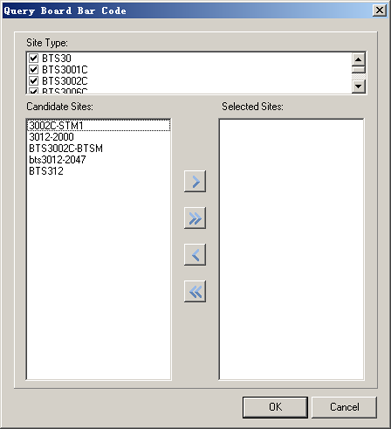 Query Board Bar Code
Site Type:
BTS30
BTS3001C
BTS3002C
BTS3006C
Candidate Sites:
Selected Sites:
3002C-STM1
3012-2000
BTS3002C-BTSM
bts3012-2047
BTS312
OK
Cancel